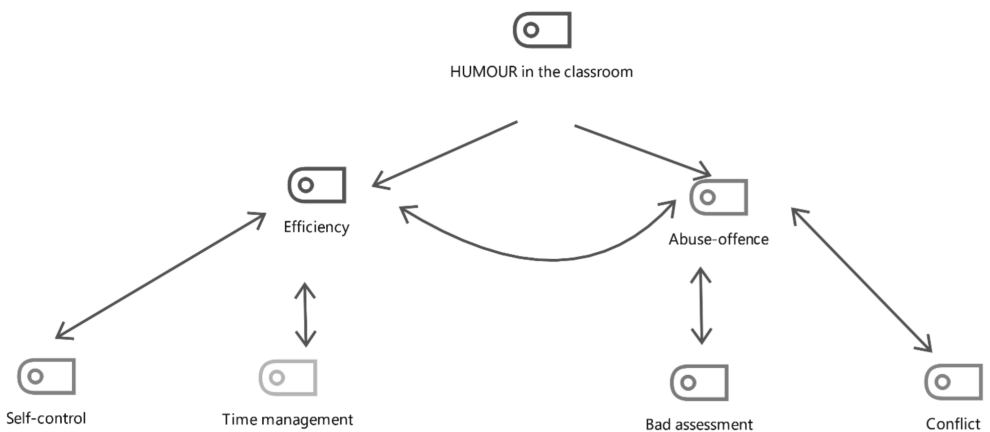 HUMOUR in the classroom
Efficiency
Abuse-offence
Self-control
Time management
Bad assessment
Conflict